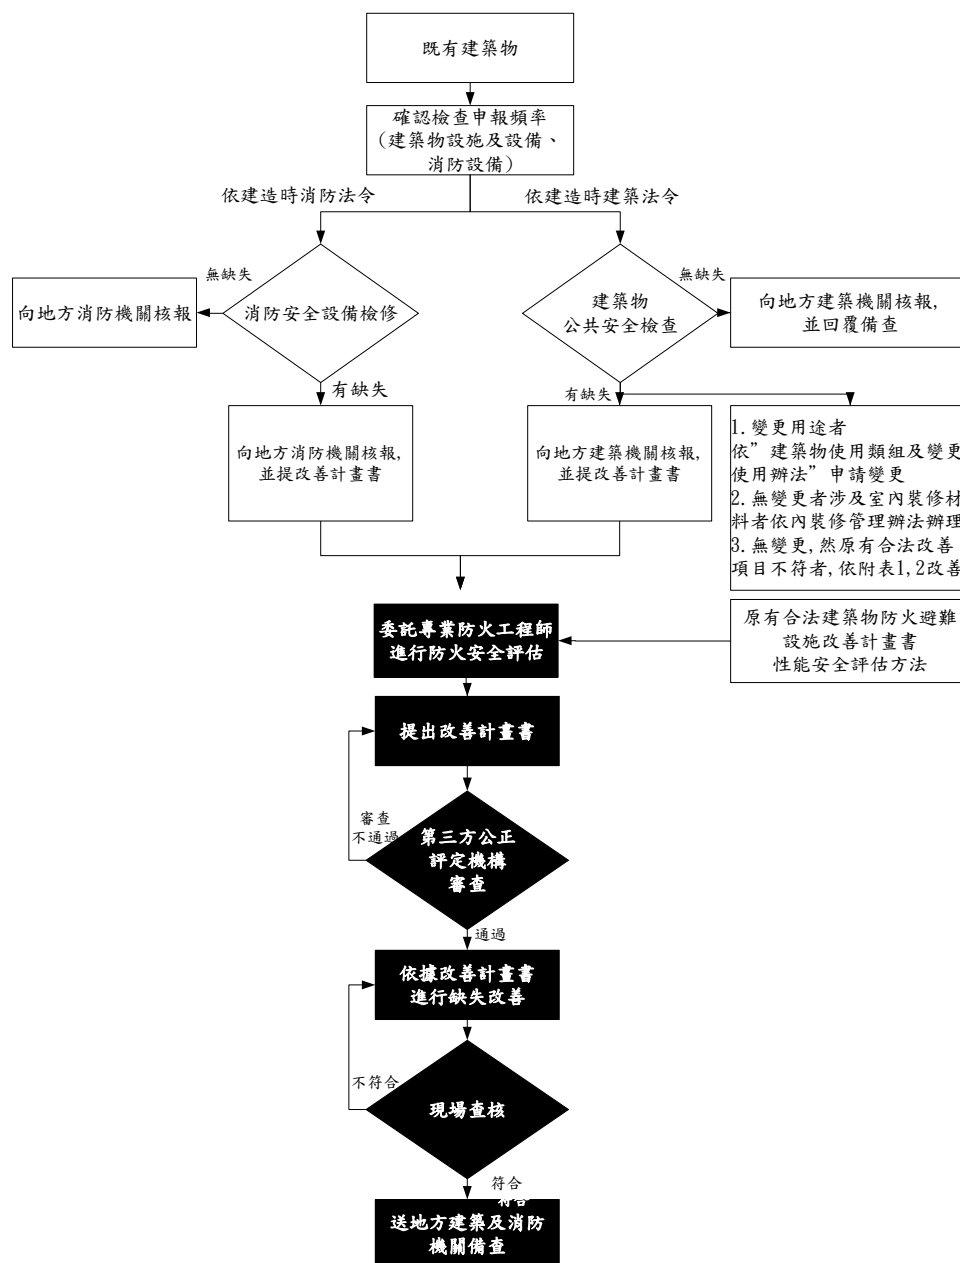 既有建築物
確認檢查申報頻率
(建築物設施及設備、
消防設備)
依建造時消防法令
依建造時建築法令
無缺失
向地方消防機關核報
消防安全設備檢修
建築物
公共安全檢查
無缺失
向地方建築機關核報,
並回覆備查
有缺失
有缺失
向地方消防機關核報,
並提改善計畫書
向地方建築機關核報,
並提改善計畫書
1. 變更用途者
依”建築物使用類組及變更
使用辦法”申請變更
2. 無變更者涉及室內裝修材
料者依內裝修管理辦法辦理
3. 無變更,然原有合法改善
項目不符者,依附表1,2改善
委託專業防火工程師
進行防火安全評估
原有合法建築物防火避難
設施改善計畫書
性能安全評估方法
提出改善計畫書
審查
不通過
第三方公正
評定機構
審查
通過
依據改善計畫書
進行缺失改善
不符合
現場查核
符合
符合
送地方建築及消防
機關備查